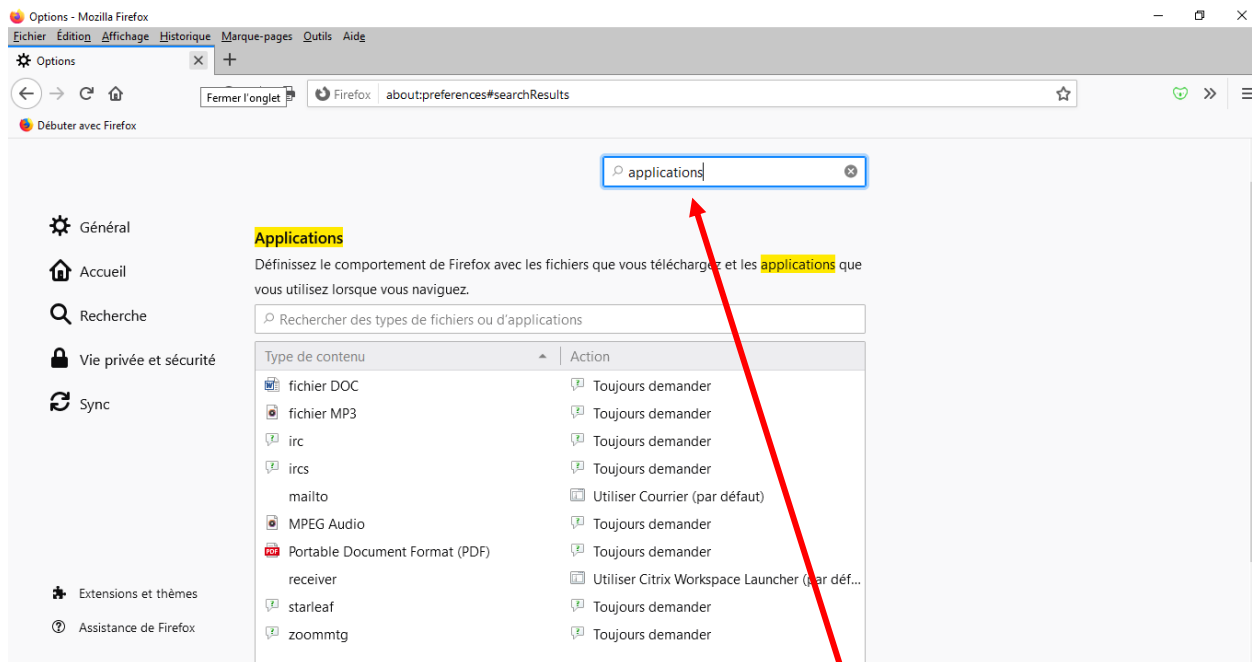 Options - Mozilla Firefox
Fichier Édition Affichage Historique Marque-pages Outils Aide
Options
Fermer l'onglet
Firefox about:preferences#searchResults
Débuter avec Firefox
applications
Général
Accueil
Recherche
Vie privée et sécurité
Sync
Extensions et thèmes
Assistance de Firefox
Applications
Définissez le comportement de Firefox avec les fichiers que vous téléchargez et les applications que
vous utilisez lorsque vous naviguez.
Rechercher des types de fichiers ou d'applications
Type de contenu Action
fichier DOC Toujours demander
fichier MP3 Toujours demander
irc Toujours demander
ircs Toujours demander
mailto Utiliser Courrier (par défaut)
MPEG Audio Toujours demander
PDF Portable Document Format (PDF) Toujours demander
receiver Utiliser Citrix Workspace Launcher (par déf...
starleaf Toujours demander
zoommtg Toujours demander